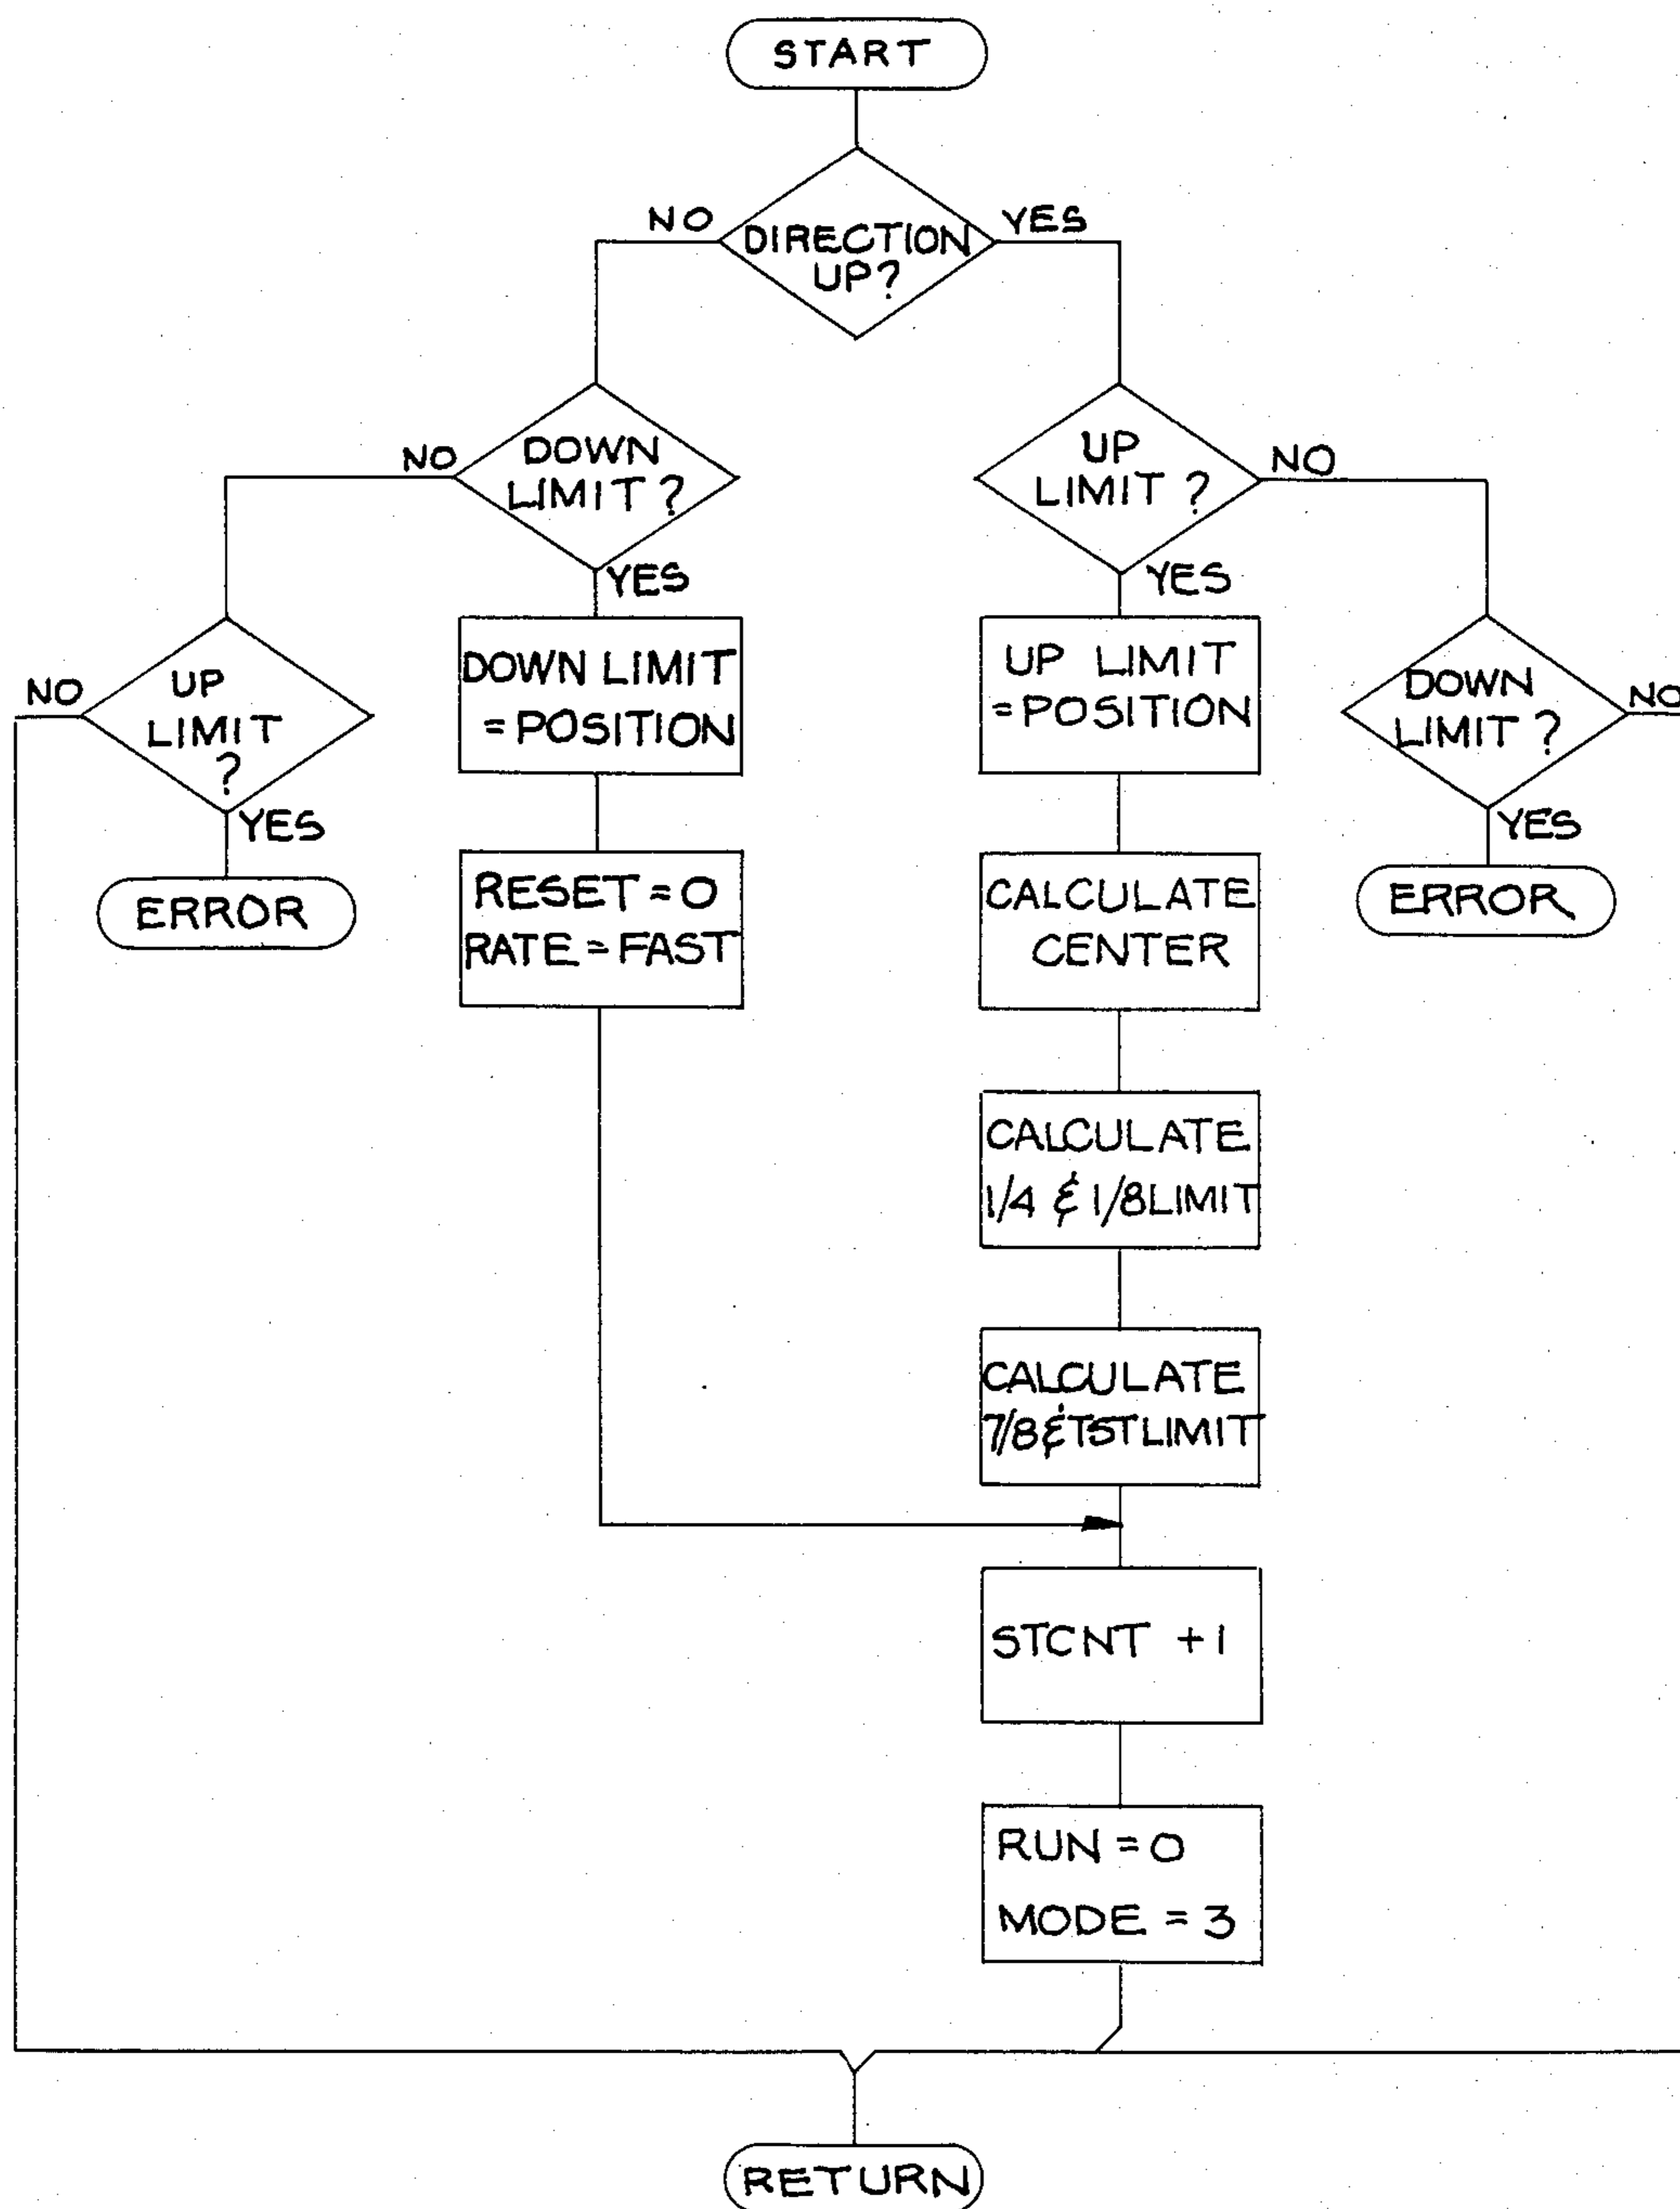 START
NO
YES
DIRECTION
UP?
NO
DOWN
LIMIT?
YES
UP
LIMIT?
NO
YES
NO
UP
LIMIT
?
YES
DOWN LIMIT
= POSITION
UP LIMIT
= POSITION
DOWN
LIMIT?
NO
YES
ERROR
RESET = 0
RATE = FAST
CALCULATE
CENTER
ERROR
CALCULATE
1/4 & 1/8 LIMIT
CALCULATE
7/8 & TST LIMIT
STCNT +1
RUN = 0
MODE = 3
RETURN